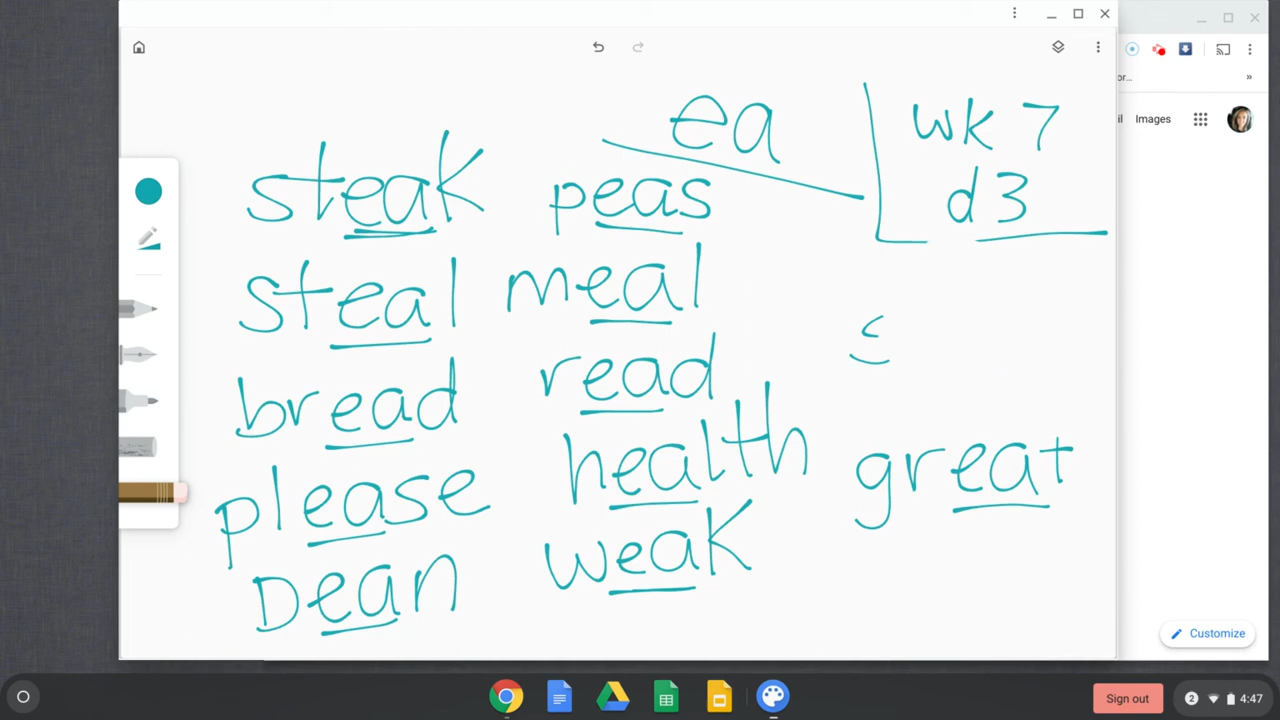 ea
wk 7
d3
steak peas
steal meal
bread read
please health great
Dean weak
Images
Customize
Sign out
2
4:47